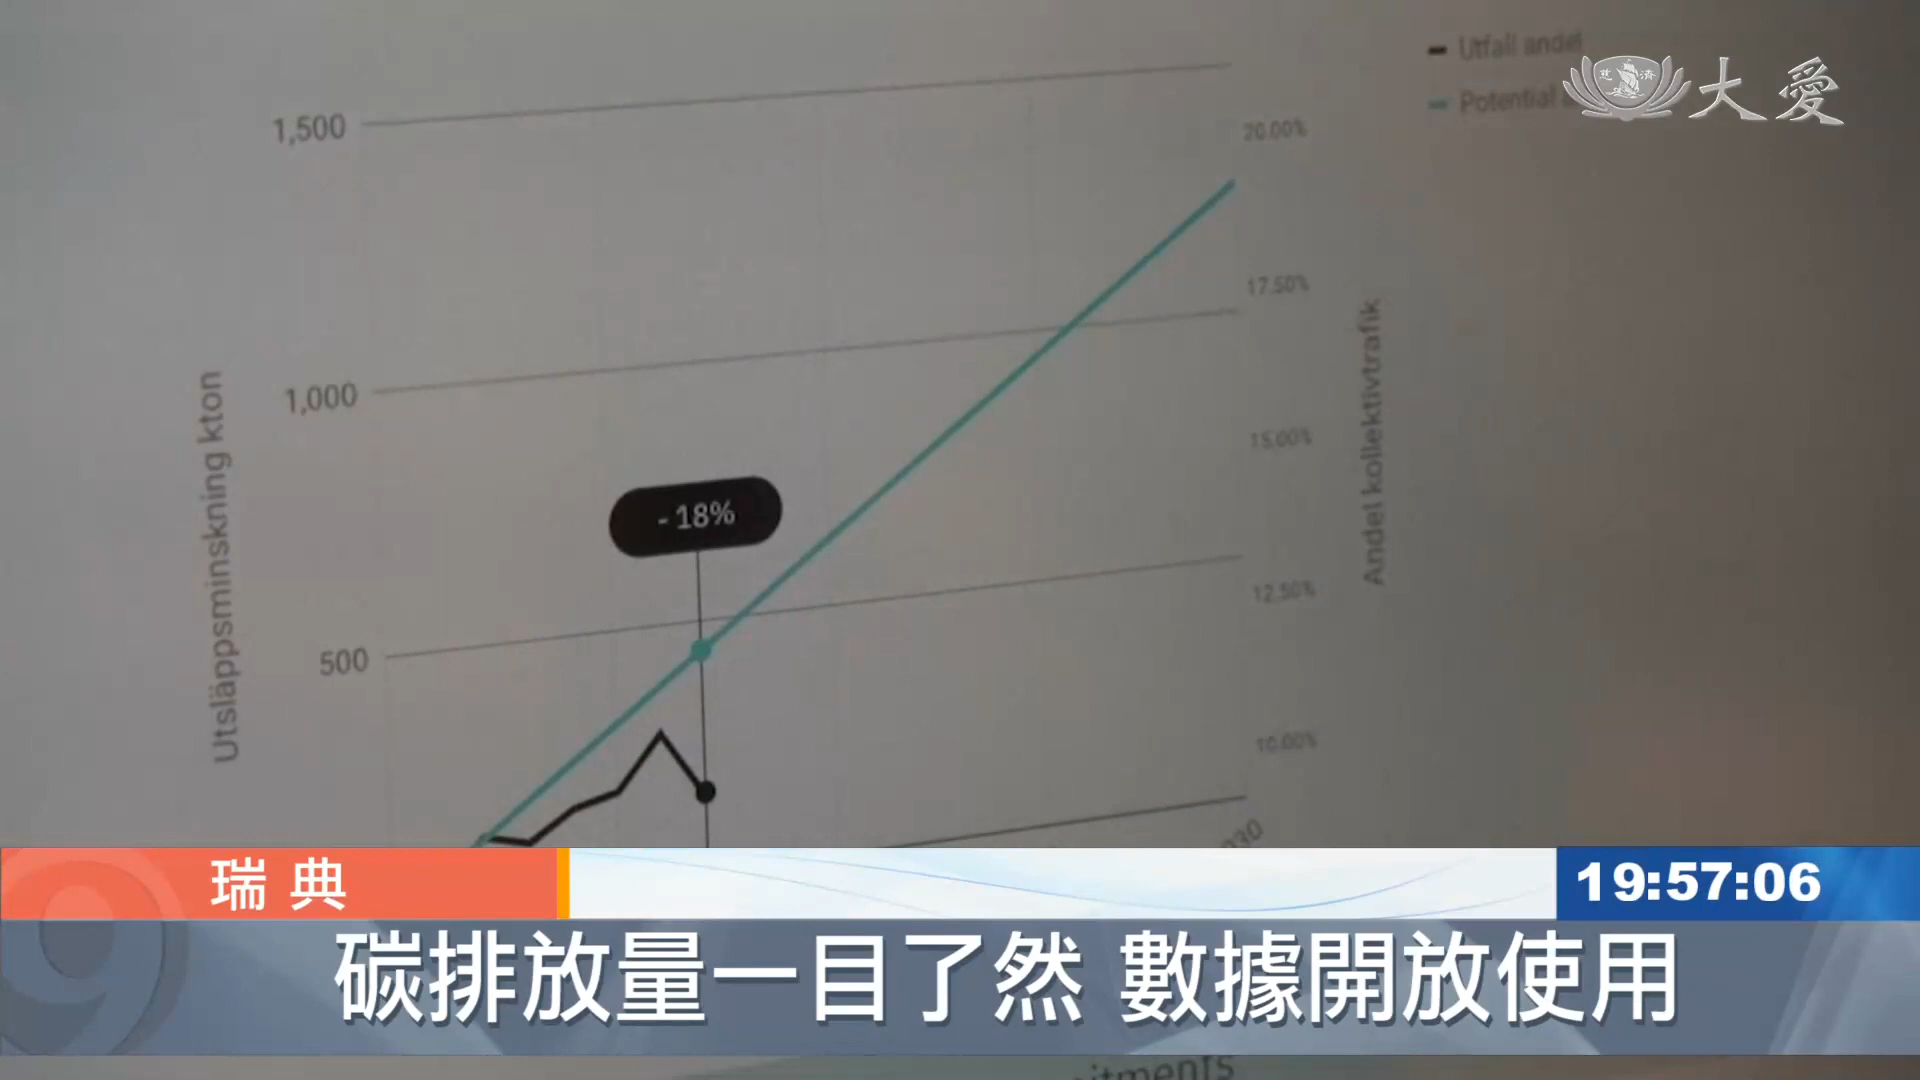 Utfall andel
Potential
慈濟
大愛
1,500
1,000
500
Utsläppsminskning kton
- 18%
20.00%
17.50%
15.00%
12.50%
10.00%
Andel kollektivtrafik
瑞典
19:57:06
碳排放量一目了然 數據開放使用